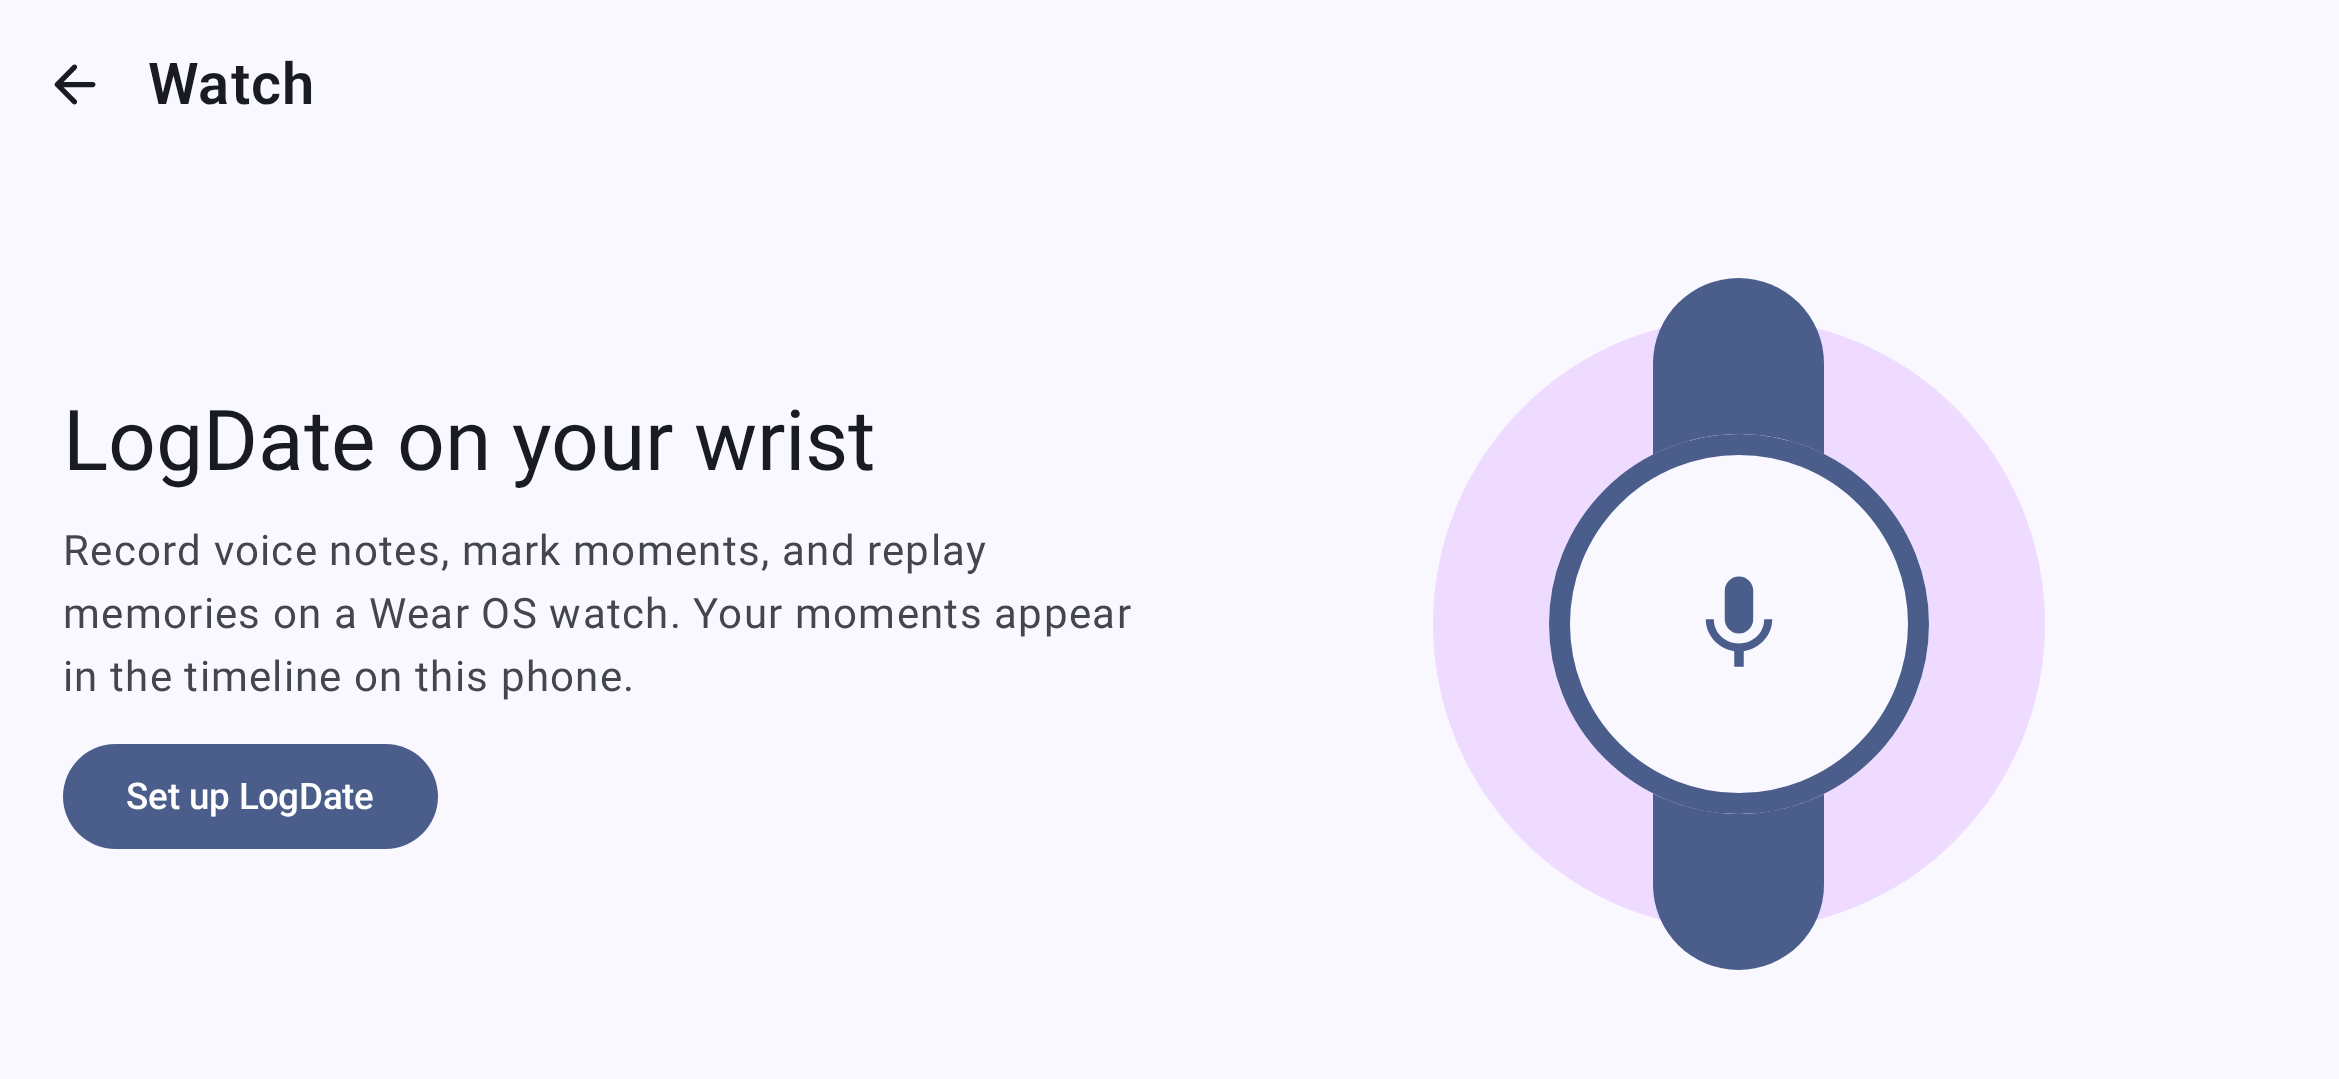 Watch
LogDate on your wrist
Record voice notes, mark moments, and replay
memories on a Wear OS watch. Your moments appear
in the timeline on this phone.
Set up LogDate